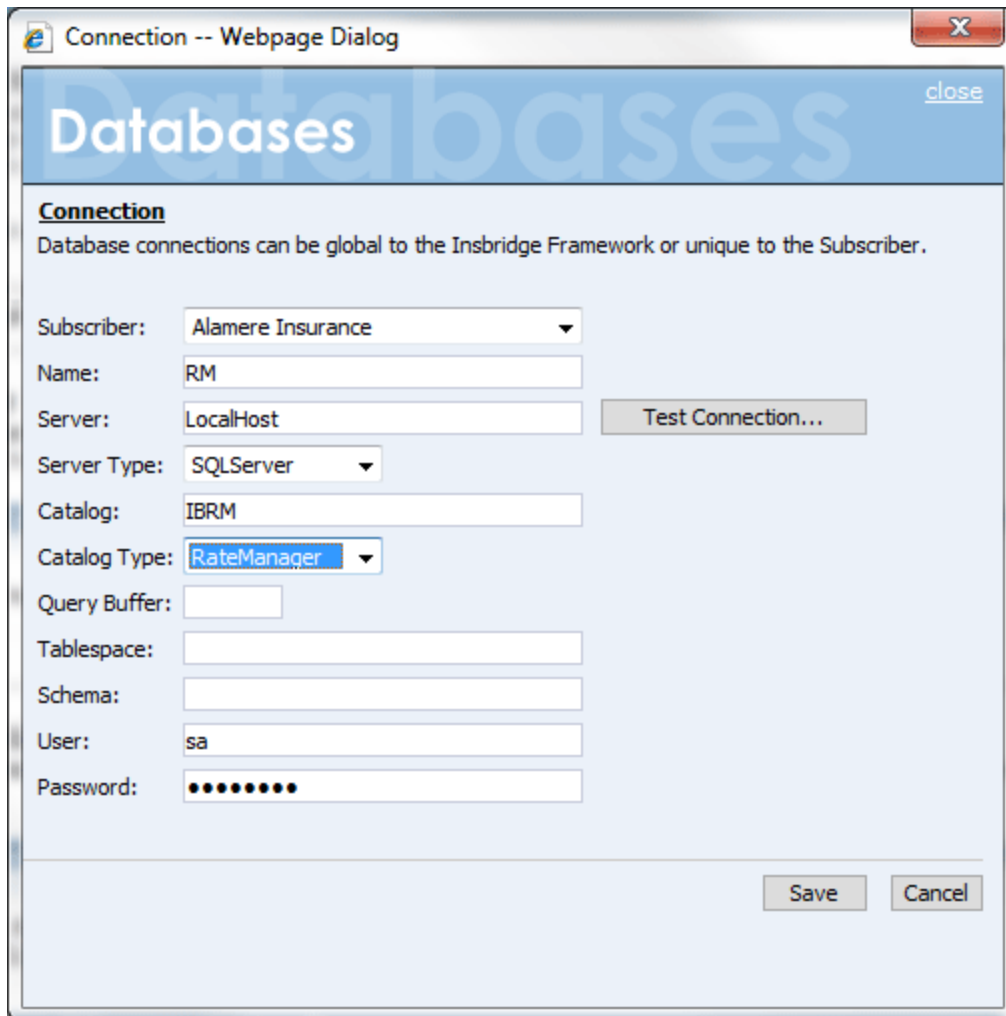 Connection -- Webpage Dialog
x
Databases
close
Databases
Connection
Database connections can be global to the Insbridge Framework or unique to the Subscriber.
Subscriber: Alamere Insurance
Name: RM
Server: LocalHost Test Connection...
Server Type: SQLServer
Catalog: IBRM
Catalog Type: RateManager
Query Buffer:
Tablespace:
Schema:
User: sa
Password: ••••••••
Save Cancel